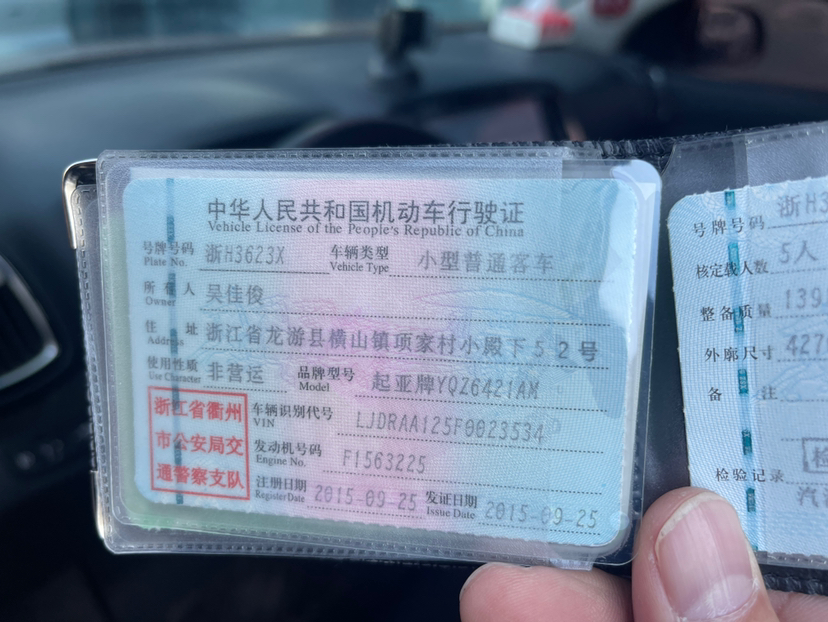 中华人民共和国机动车行驶证
Vehicle License of the People's Republic of China
号牌号码 浙H3623X 车辆类型 小型普通客车
Plate No. Vehicle Type
所有人 吴佳俊
Owner
住址 浙江省龙游县横山镇项家村小殿下52号
Address
使用性质 非营运 品牌型号 起亚牌YQZ6421AM
Use Character Model
浙江省衢州
市公安局交
通警察支队
车辆识别代号 LJDRAA125F0023534
VIN
发动机号码 F1563225
Engine No.
注册日期 2015-09-25 发证日期 2015-09-25
Register Date Issue Date
号牌号码 浙H3
核定载人数 5人
整备质量 139
外廓尺寸 427
备注
检验记录